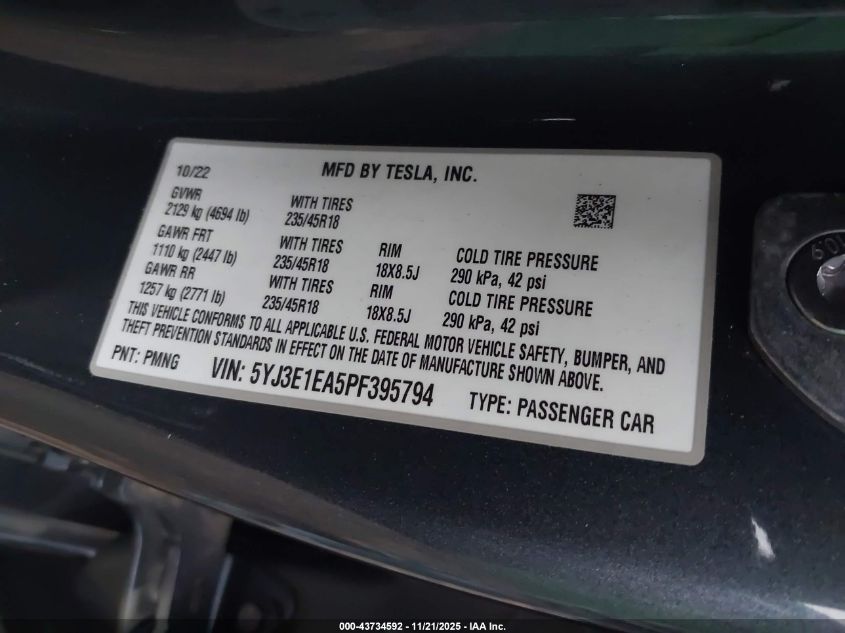 10/22 MFD BY TESLA, INC.
GVWR
2129 kg (4694 lb) WITH TIRES 235/45R18
GAWR FRT
1110 kg (2447 lb) WITH TIRES 235/45R18 RIM 18X8.5J COLD TIRE PRESSURE 290 kPa, 42 psi
GAWR RR
1257 kg (2771 lb) WITH TIRES 235/45R18 RIM 18X8.5J COLD TIRE PRESSURE 290 kPa, 42 psi
THIS VEHICLE CONFORMS TO ALL APPLICABLE U.S. FEDERAL MOTOR VEHICLE SAFETY, BUMPER, AND
THEFT PREVENTION STANDARDS IN EFFECT ON THE DATE OF MANUFACTURE SHOWN ABOVE.
PNT: PMNG VIN: 5YJ3E1EA5PF395794 TYPE: PASSENGER CAR
000-43734592 - 11/21/2025 - IAA Inc.